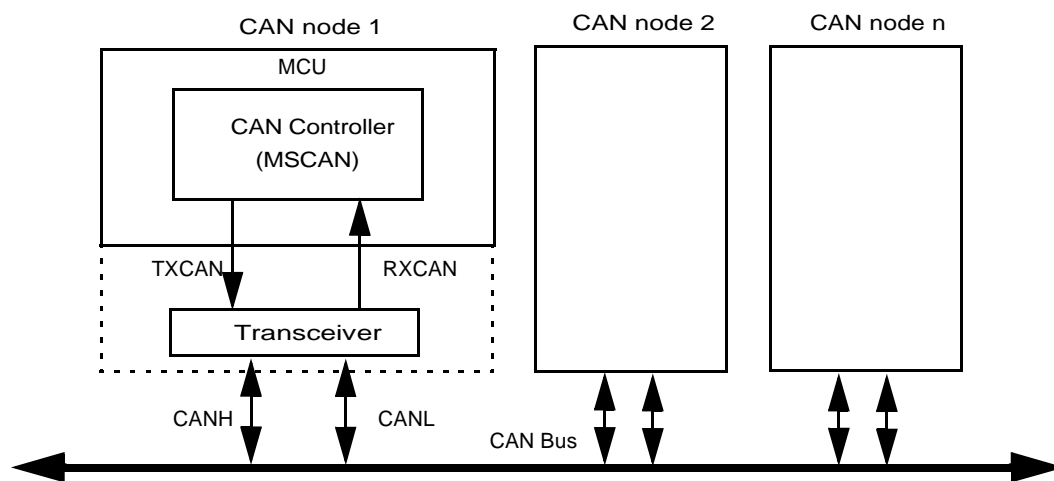 CAN node 1
CAN node 2
CAN node n
MCU
CAN Controller
(MSCAN)
TXCAN
RXCAN
Transceiver
CANH
CANL
CAN Bus